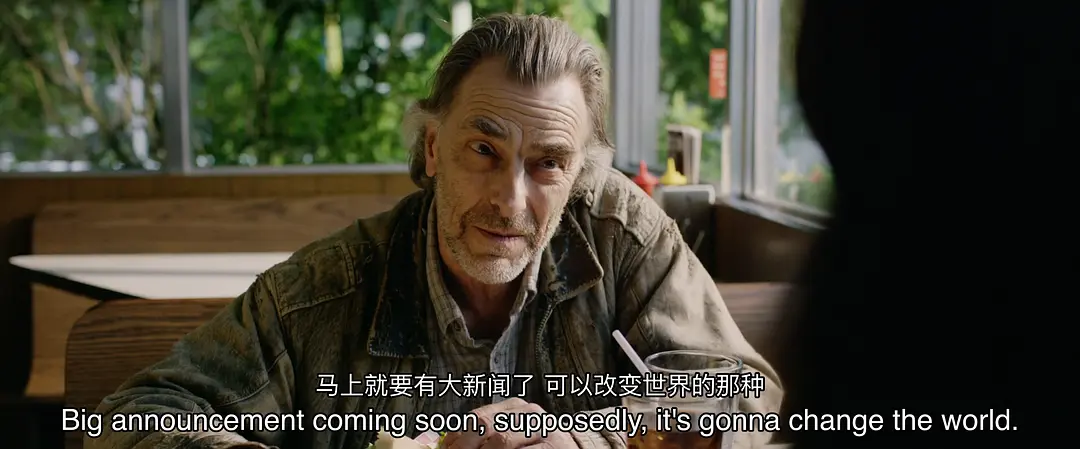 马上就要有大新闻了 可以改变世界的那种
Big announcement coming soon, supposedly, it's gonna change the world.